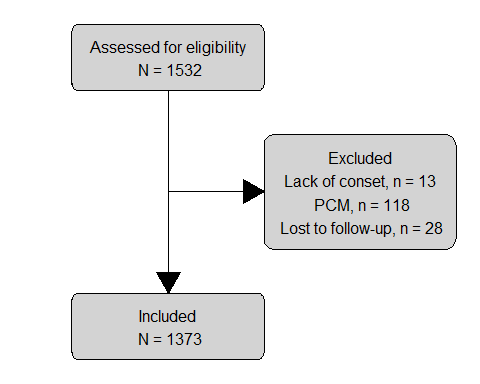 Assessed for eligibility
N = 1532
Excluded
Lack of conset, n = 13
PCM, n = 118
Lost to follow-up, n = 28
Included
N = 1373